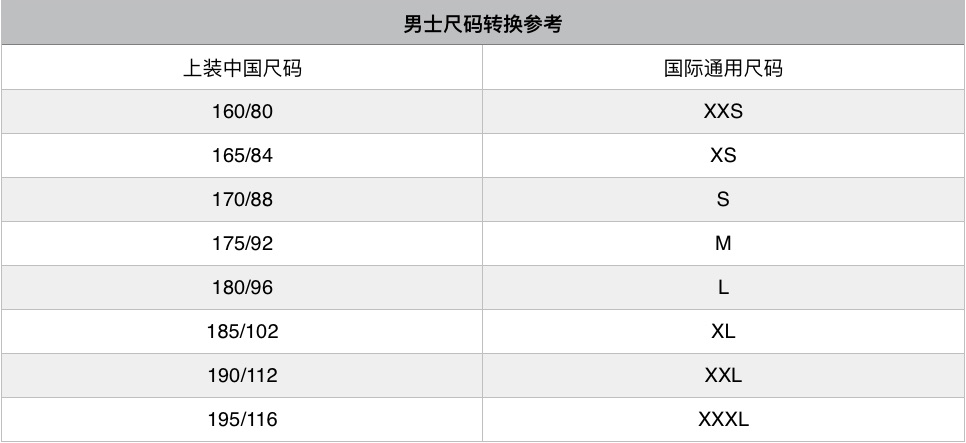 男士尺码转换参考
上装中国尺码 国际通用尺码
160/80 XXS
165/84 XS
170/88 S
175/92 M
180/96 L
185/102 XL
190/112 XXL
195/116 XXXL